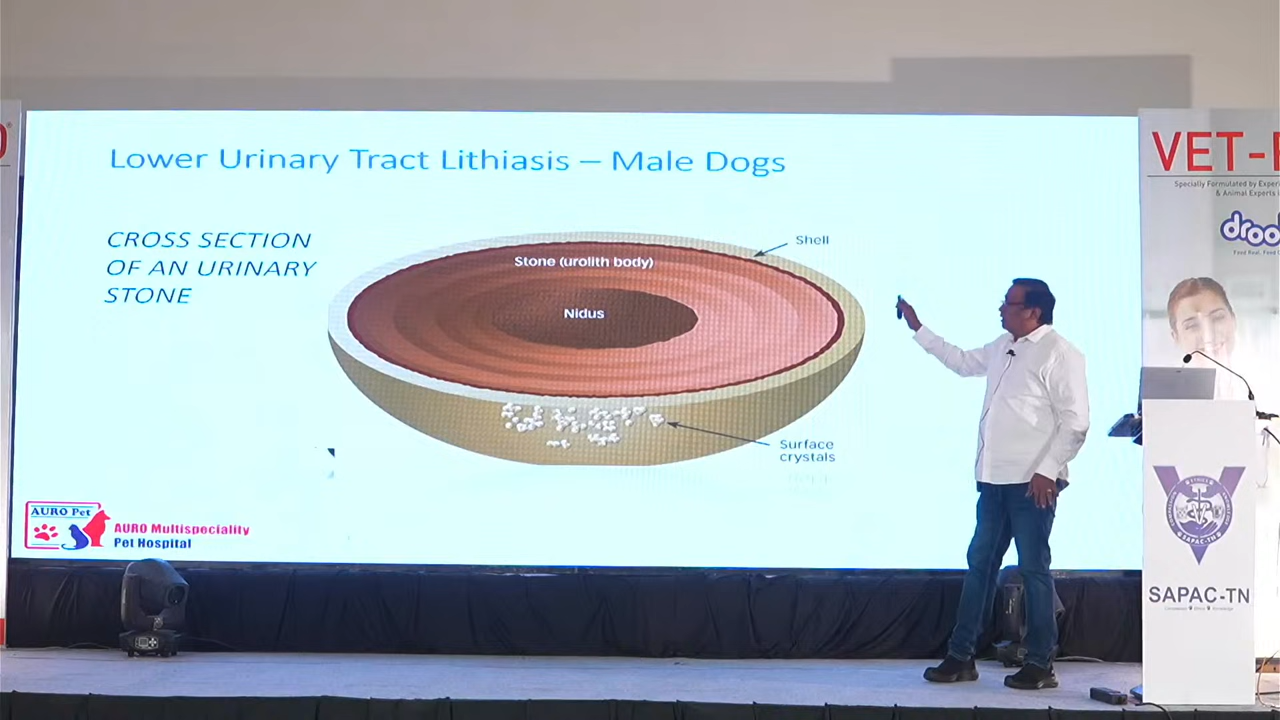 Lower Urinary Tract Lithiasis – Male Dogs
CROSS SECTION
OF AN URINARY
STONE
Shell
Stone (urolith body)
Nidus
Surface
crystals
AURO Pet
AURO Multispeciality
Pet Hospital
VET-
Specially Formulated by
& Animal Experts
SAPAC-TN